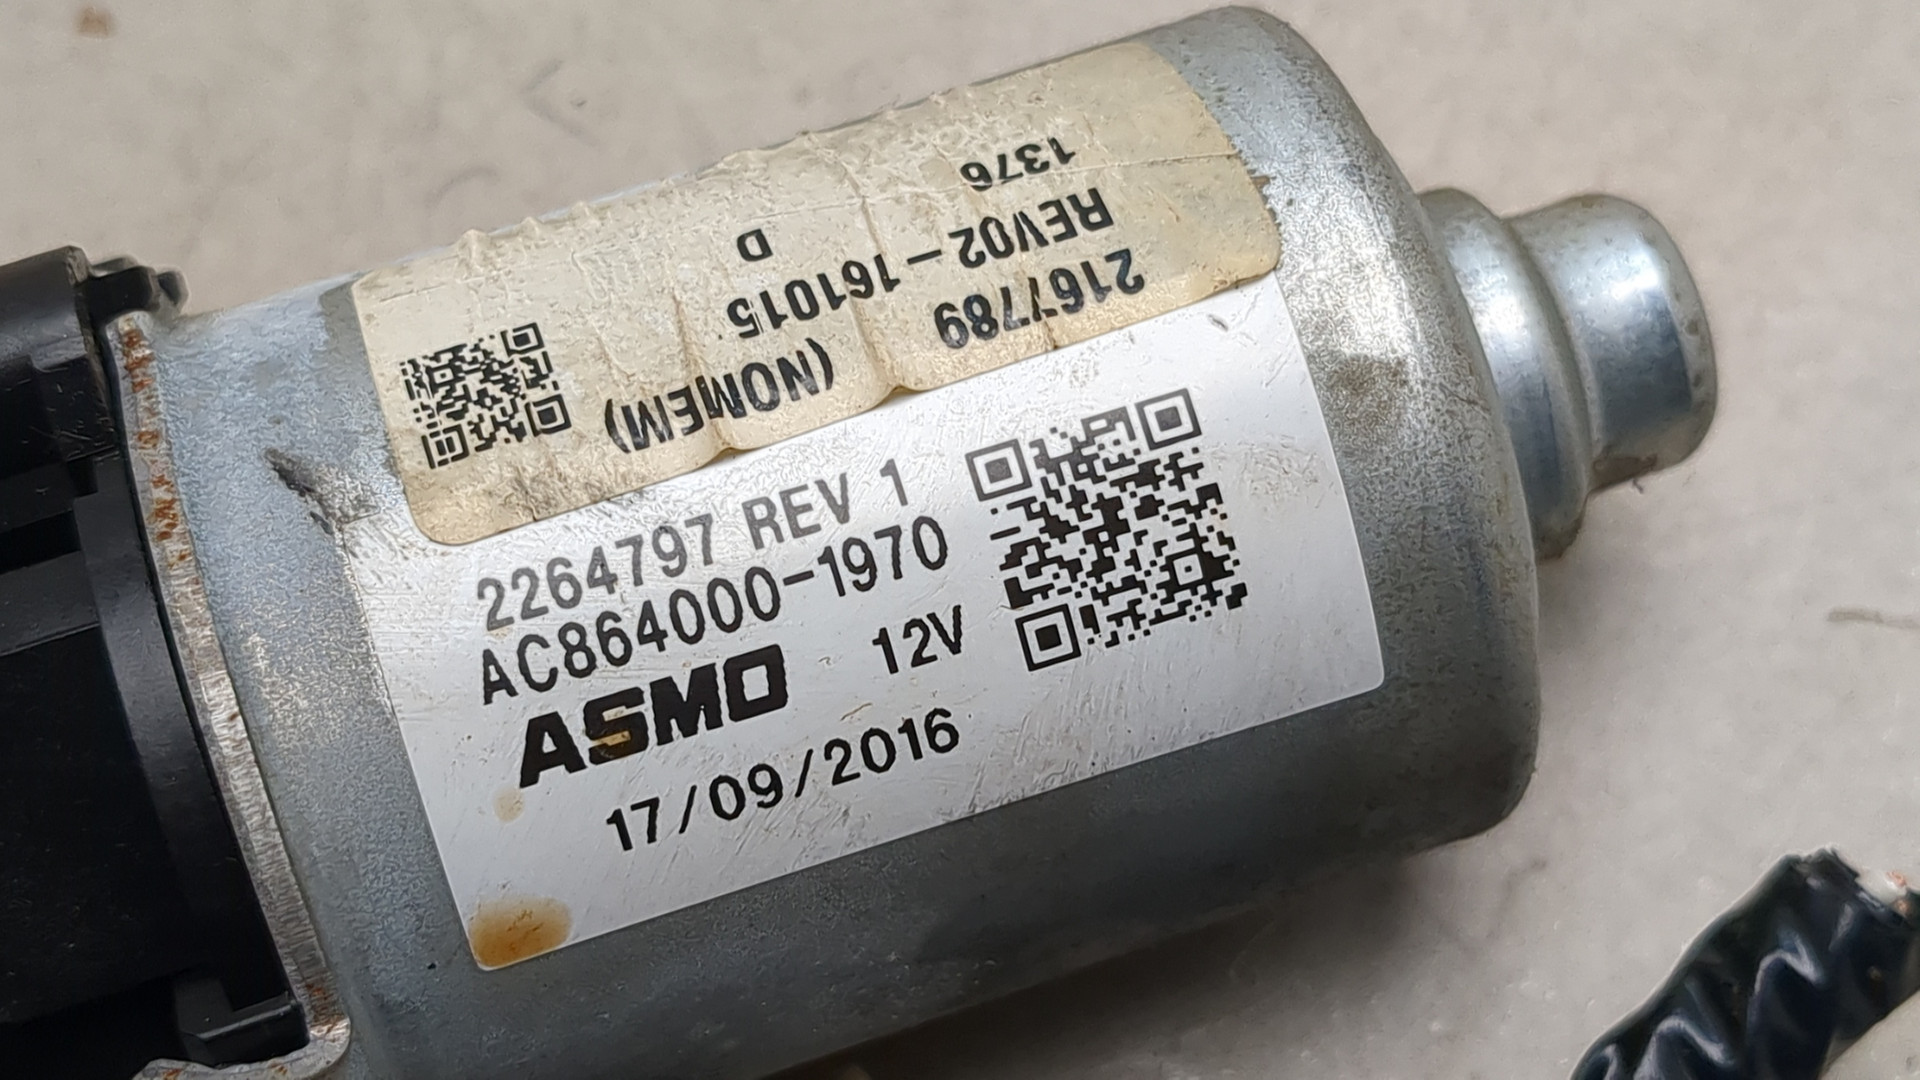 2167789 (NOMEM)
REV02-161015
1376 D
2264797 REV 1
AC864000-1970
ASMO 12V
17/09/2016